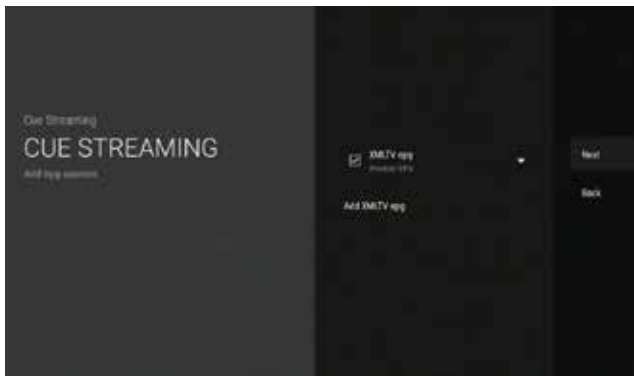 Cue Streaming
CUE STREAMING
Add epg sources
XMLTV epg
Add XMLTV epg
Next
Back